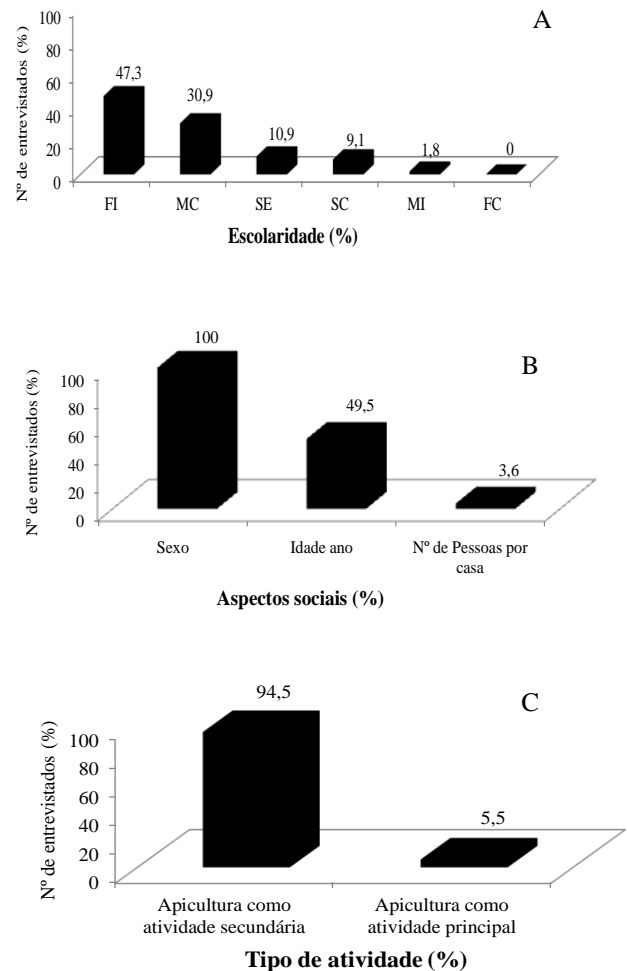 A
Nº de entrevistados (%)
100
80
60
40
20
0
47,3
30,9
10,9
9,1
1,8
0
FI MC SE SC MI FC
Escolaridade (%)
B
Nº de entrevistados (%)
100
80
60
40
20
0
100
49,5
3,6
Sexo Idade ano Nº de Pessoas por
casa
Aspectos sociais (%)
C
Nº de entrevistados (%)
100
80
60
40
20
0
94,5
5,5
Apicultura como
atividade secundária
Apicultura como
atividade principal
Tipo de atividade (%)